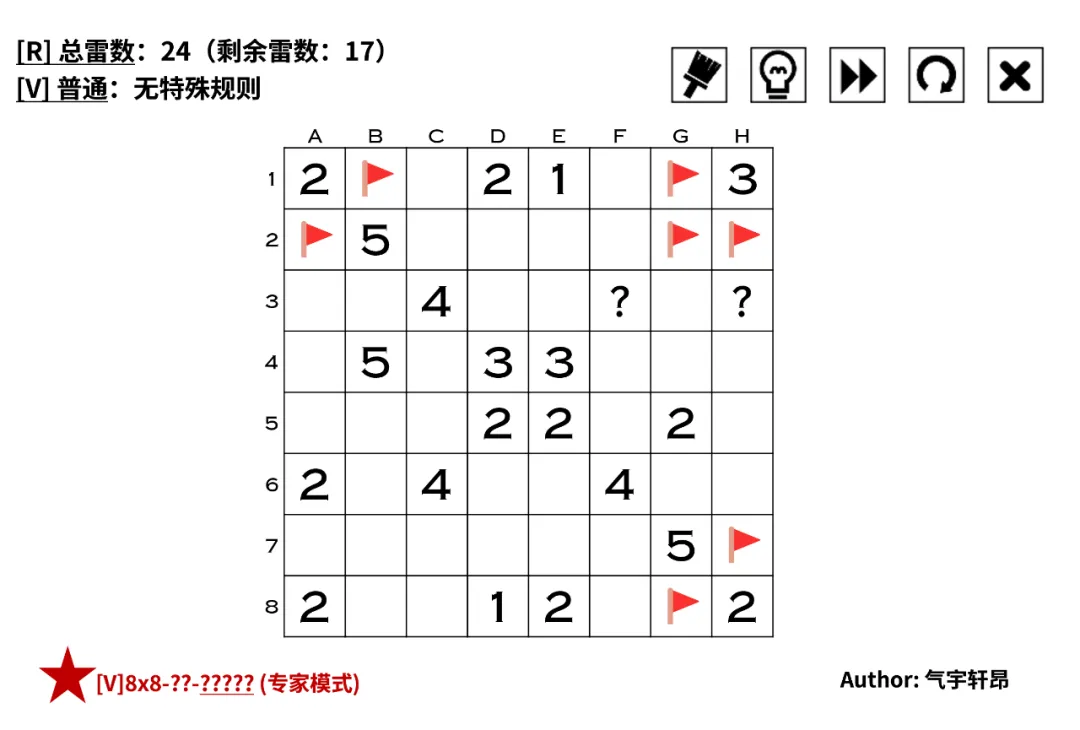 [R] 总雷数：24（剩余雷数：17）
[V] 普通：无特殊规则
A B C D E F G H
1 2 2 1 3
2 5
3 4 ? ?
4 5 3 3
5 2 2 2
6 2 4 4
7 5
8 2 1 2 2
[V]8x8-??-????? (专家模式)
Author: 气宇轩昂